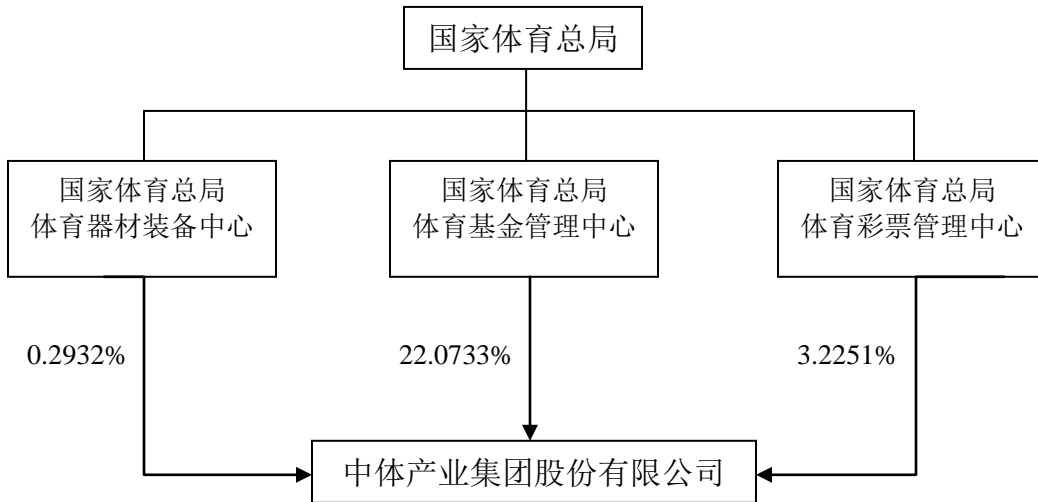 国家体育总局
国家体育总局
体育器材装备中心
国家体育总局
体育基金管理中心
国家体育总局
体育彩票管理中心
0.2932%
22.0733%
3.2251%
中体产业集团股份有限公司